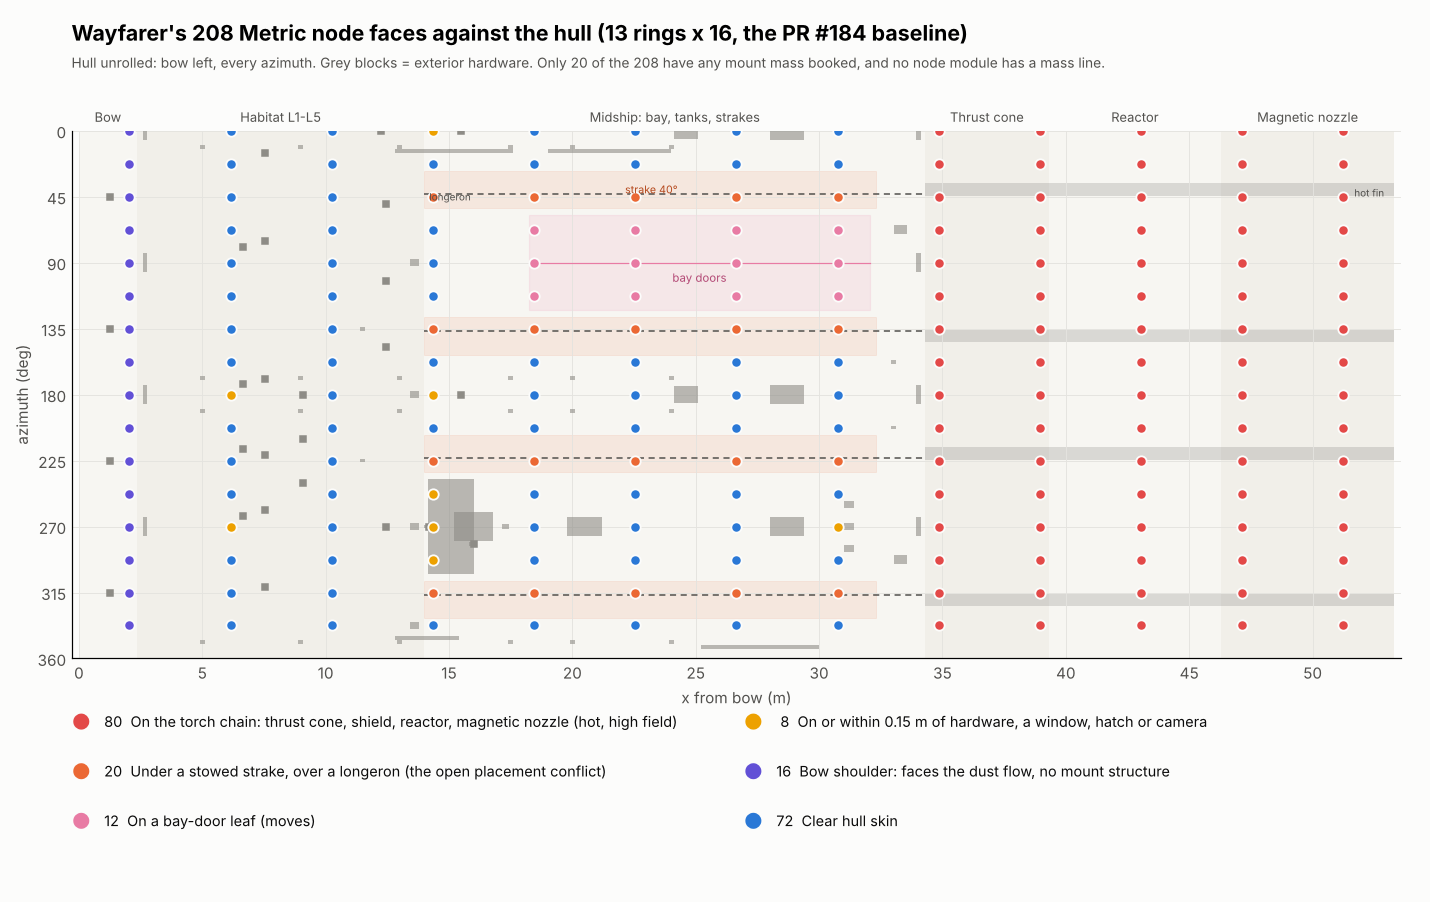 Wayfarer's 208 Metric node faces against the hull (13 rings x 16, the PR #184 baseline)
Hull unrolled: bow left, every azimuth. Grey blocks = exterior hardware. Only 20 of the 208 have any mount mass booked, and no node module has a mass line.
Bow Habitat L1-L5 Midship: bay, tanks, strakes Thrust cone Reactor Magnetic nozzle
0
strake 40°
hot fin
45
longeron
90
bay doors
135
180
225
270
315
360
azimuth (deg)
0 5 10 15 20 25 30 35 40 45 50
x from bow (m)
80 On the torch chain: thrust cone, shield, reactor, magnetic nozzle (hot, high field)
8 On or within 0.15 m of hardware, a window, hatch or camera
20 Under a stowed strake, over a longeron (the open placement conflict)
16 Bow shoulder: faces the dust flow, no mount structure
12 On a bay-door leaf (moves)
72 Clear hull skin